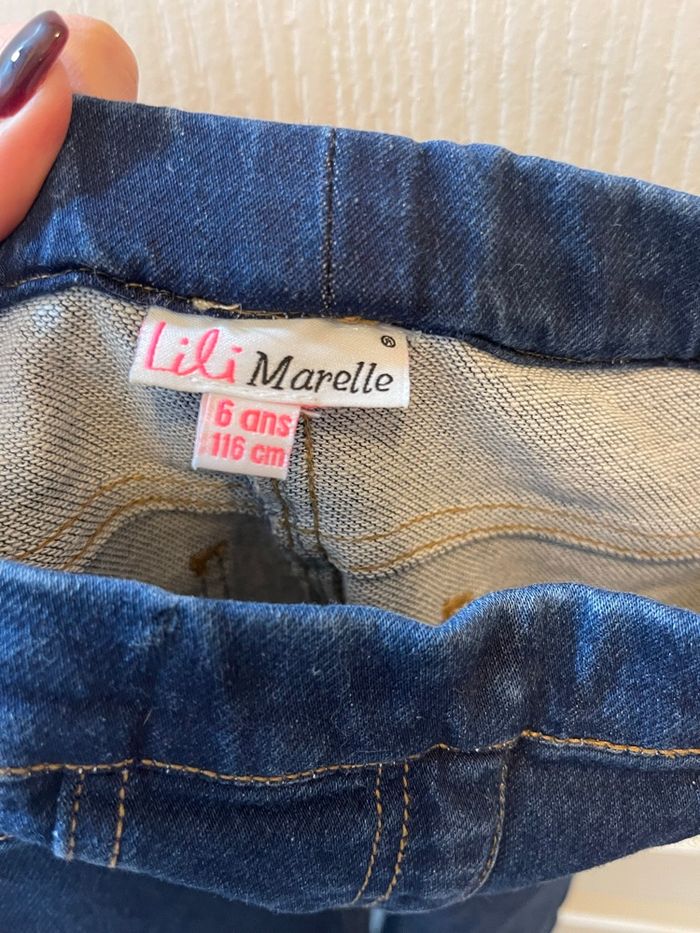 Lili Marelle ®
6 ans
116 cm